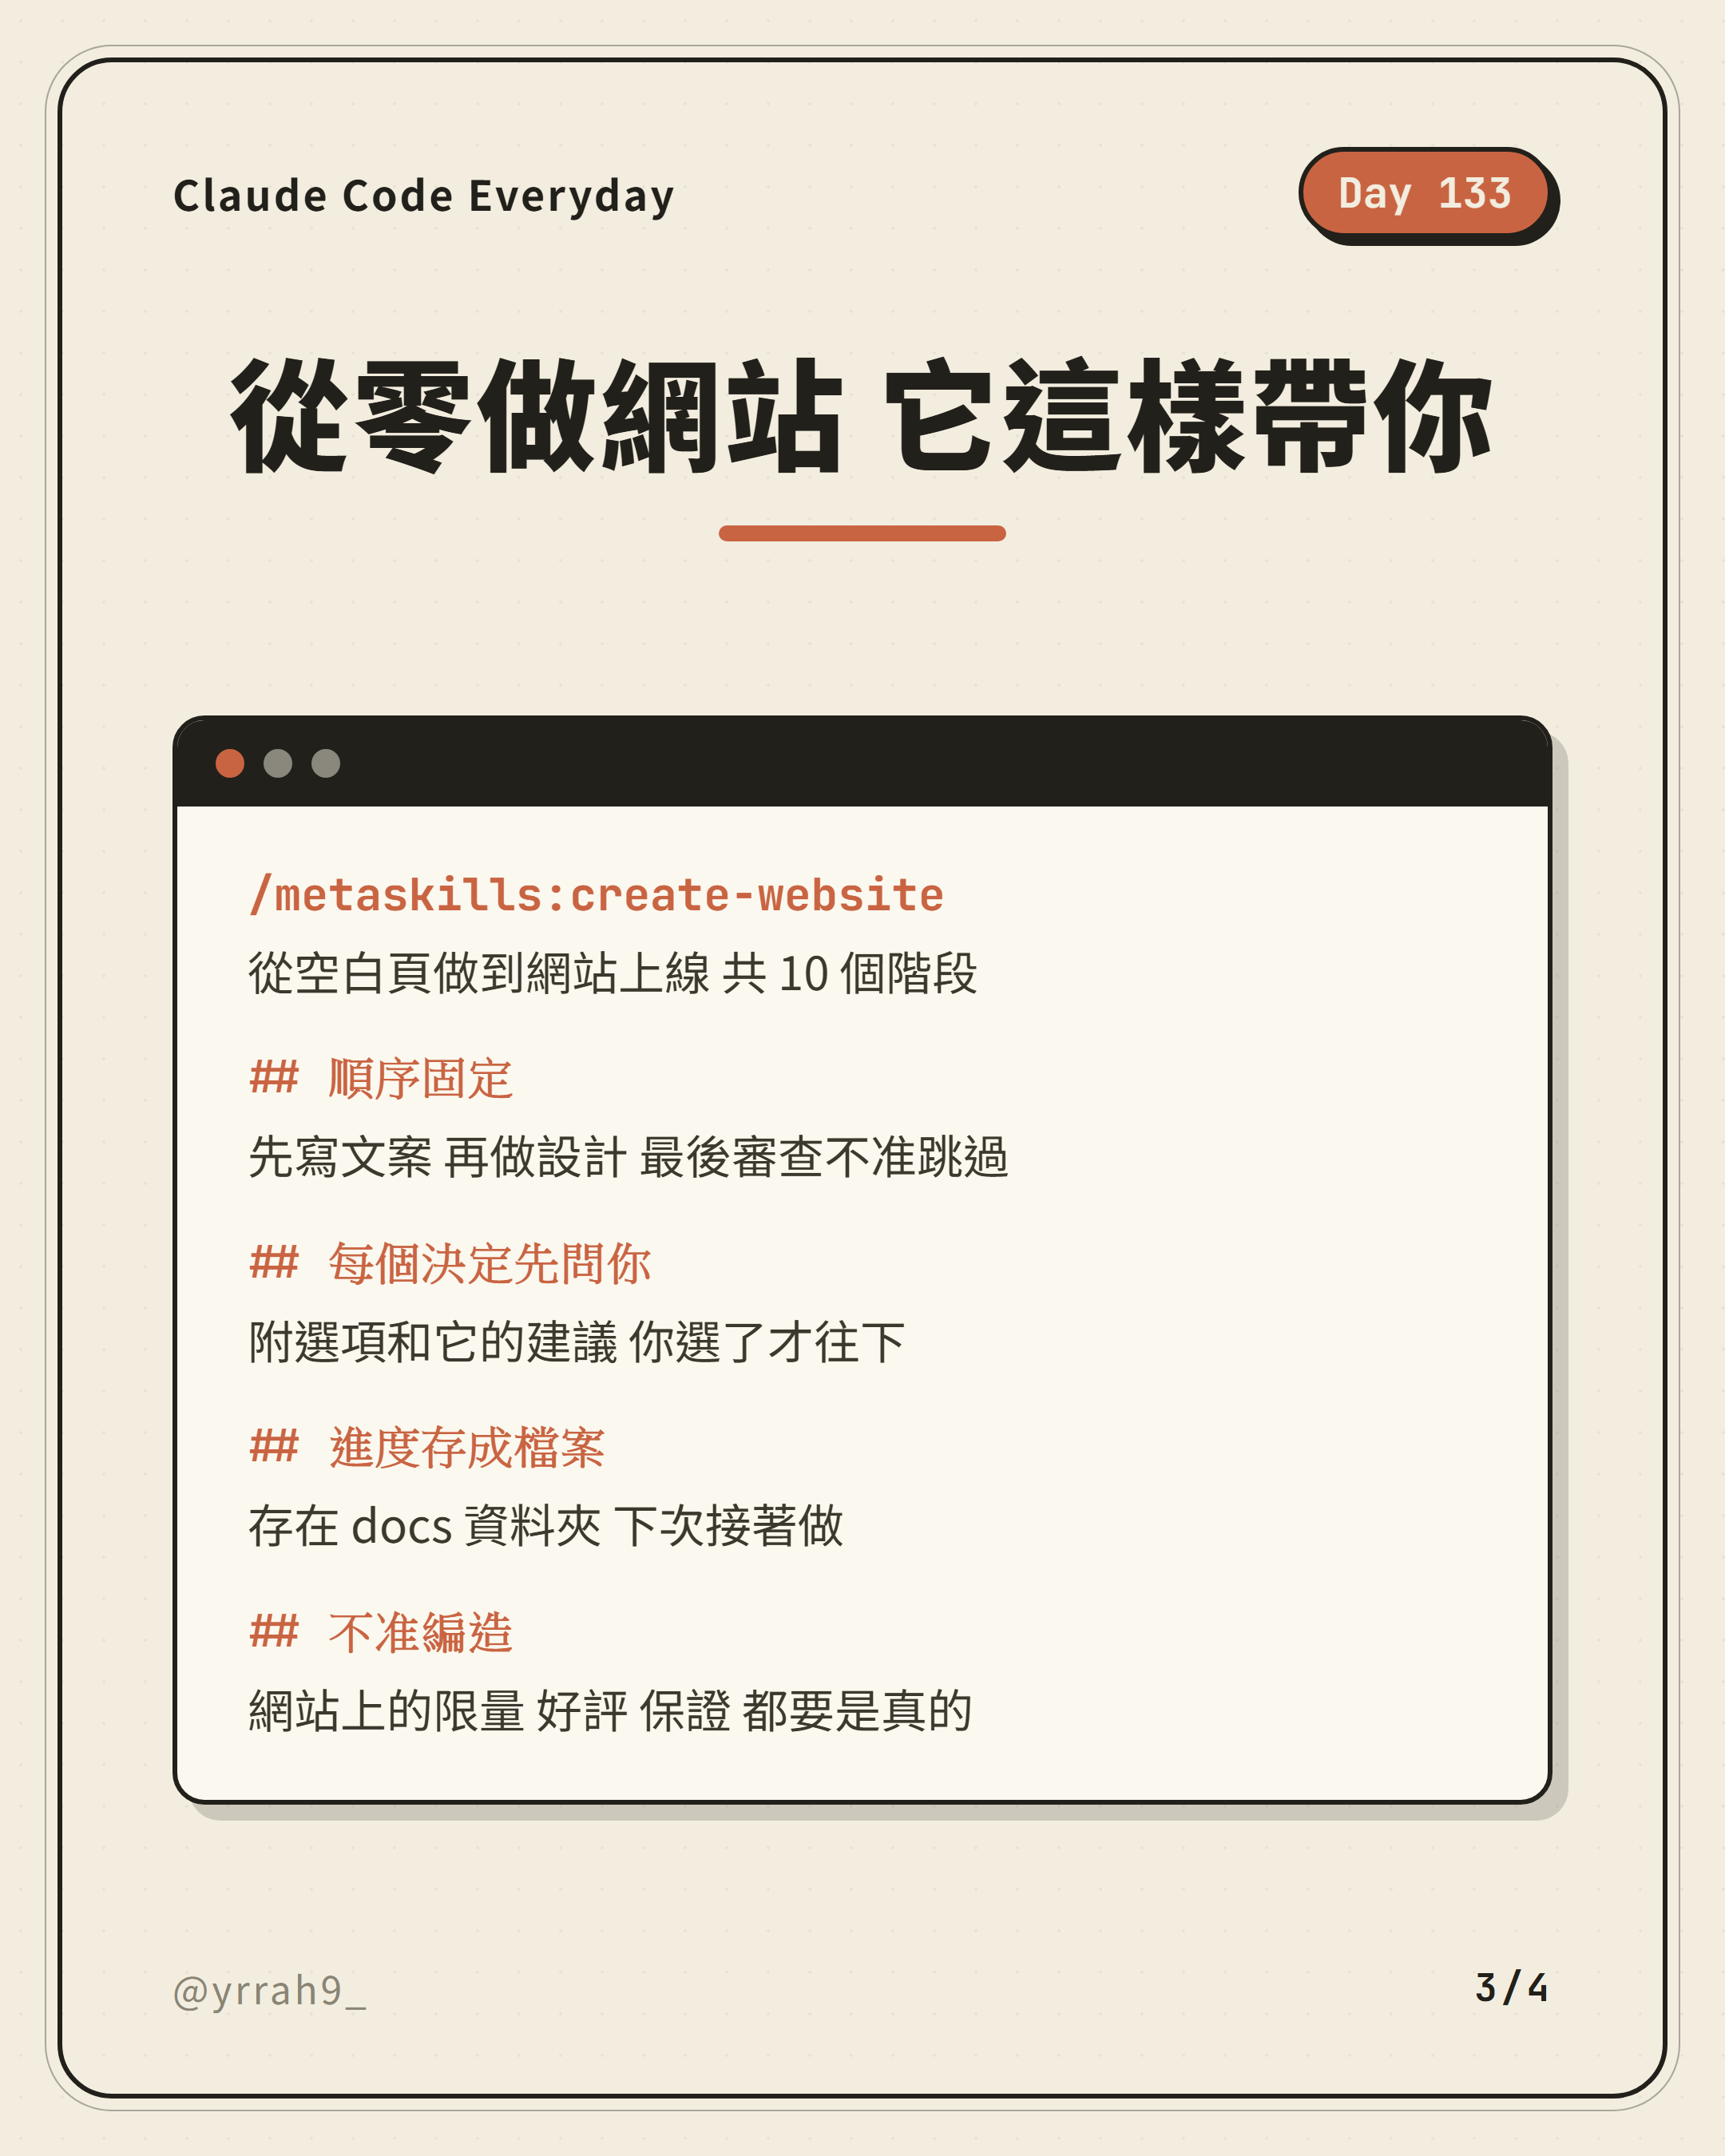 Claude Code Everyday
Day 133
從零做網站 它這樣帶你
/metaskills:create-website
從空白頁做到網站上線 共 10 個階段
## 順序固定
先寫文案 再做設計 最後審查不准跳過
## 每個決定先問你
附選項和它的建議 你選了才往下
## 進度存成檔案
存在 docs 資料夾 下次接著做
## 不准編造
網站上的限量 好評 保證 都要是真的
@yrrah9_
3/4